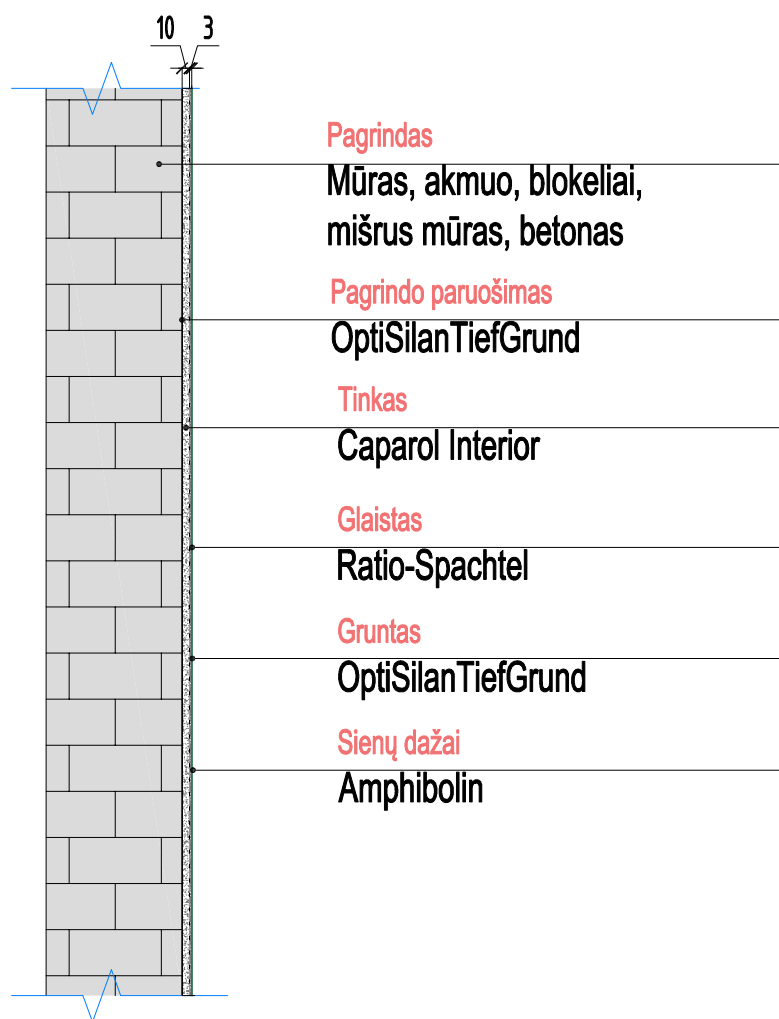 10 3
Pagrindas
Mūras, akmuo, blokeliai,
mišrus mūras, betonas
Pagrindo paruošimas
OptiSilanTiefGrund
Tinkas
Caparol Interior
Glaistas
Ratio-Spachtel
Gruntas
OptiSilanTiefGrund
Sienų dažai
Amphibolin